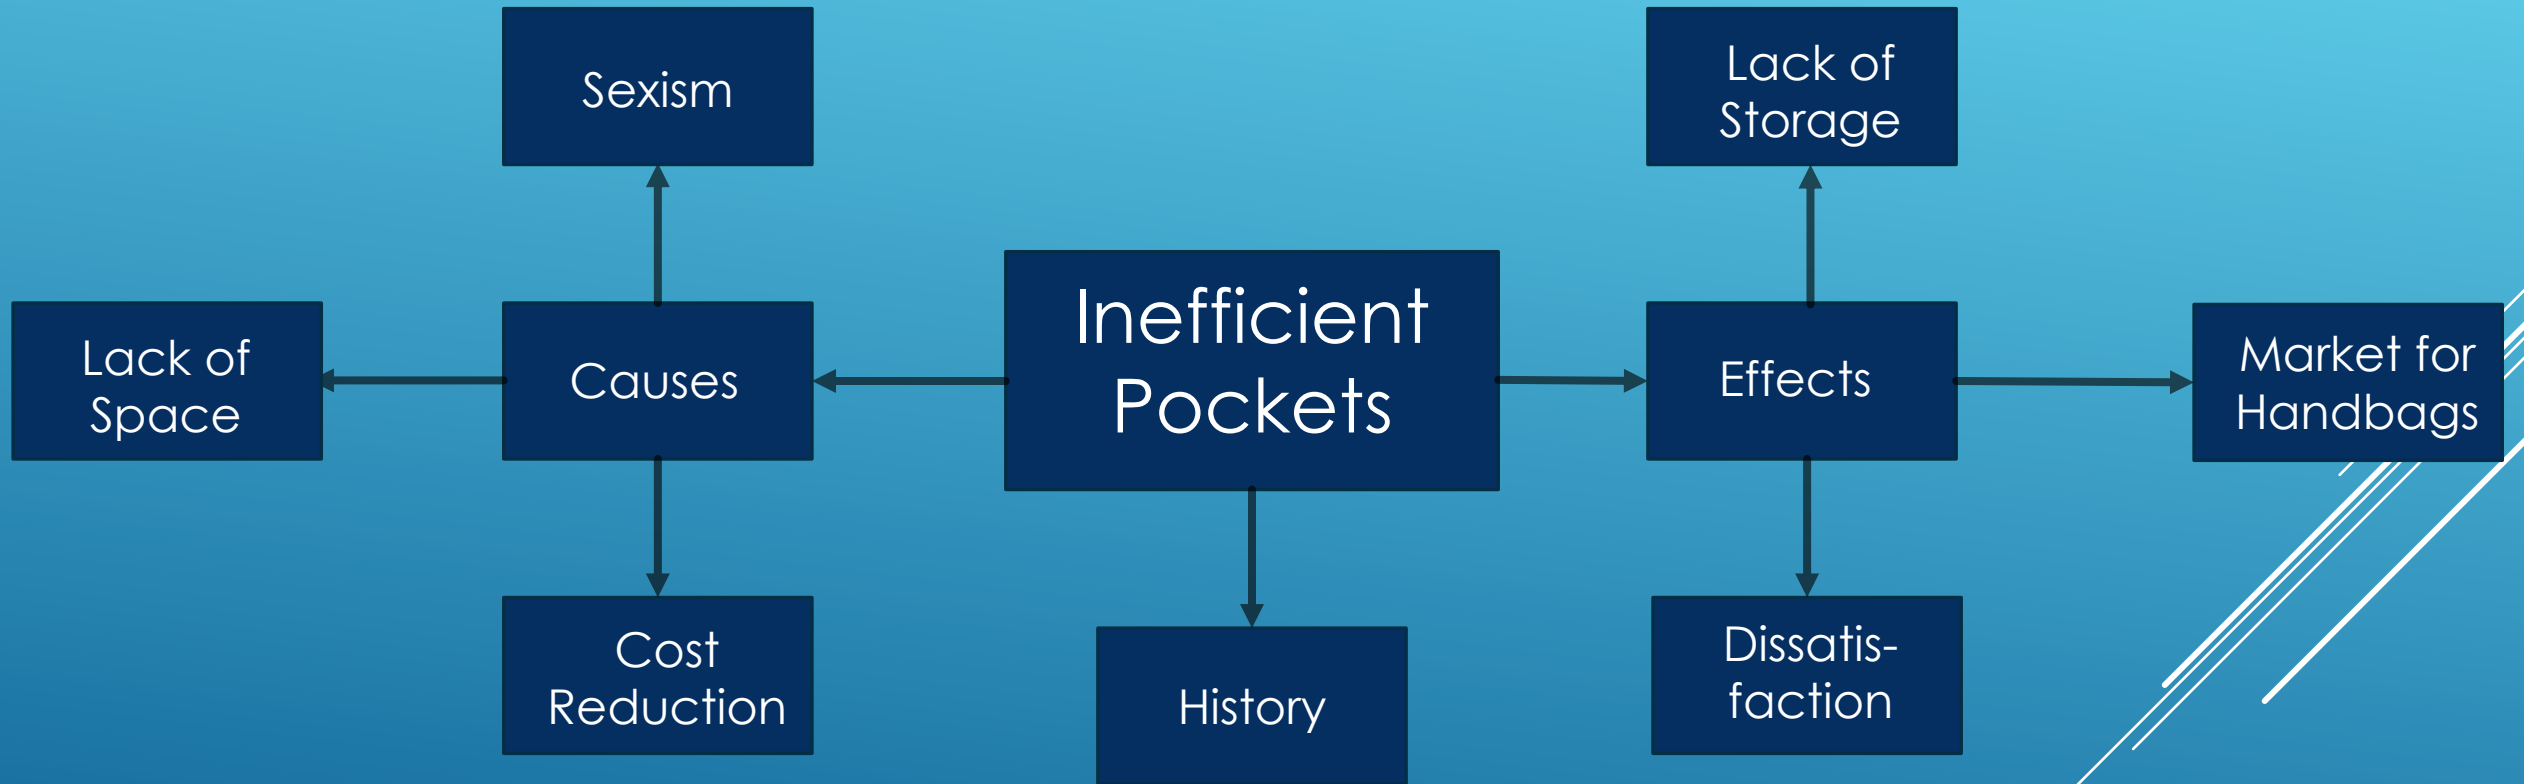 Sexism
Lack of
Storage
Lack of
Space
Causes
Inefficient
Pockets
Effects
Market for
Handbags
Cost
Reduction
History
Dissatis-
faction